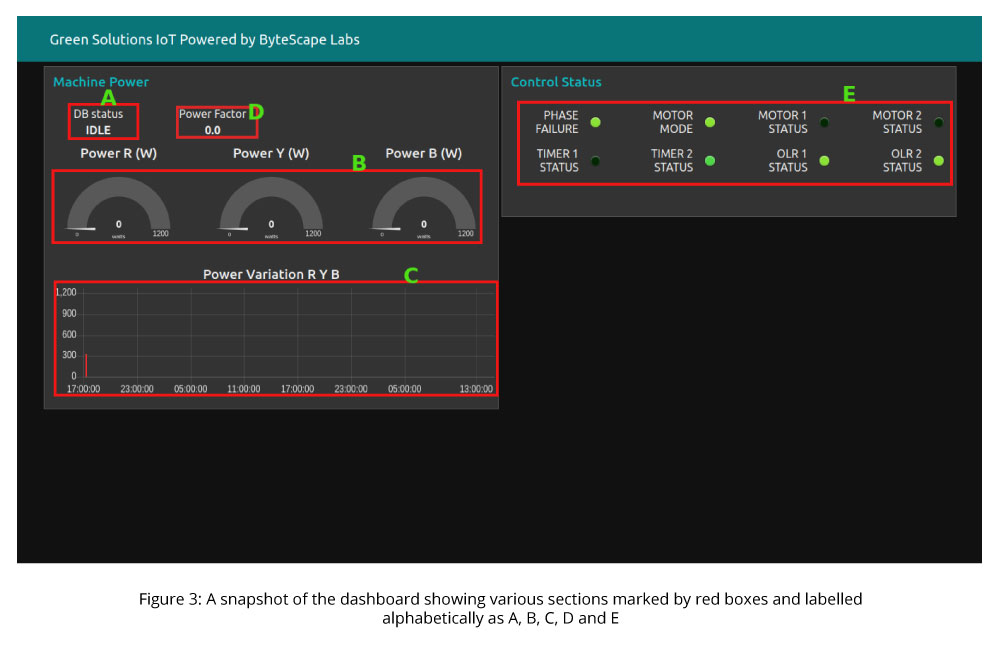 Green Solutions IoT Powered by ByteScape Labs
Machine Power
A
DB status
IDLE
Power Factor D
0.0
Power R (W)
Power Y (W)
Power B (W)
B
0
watts
0
1200
0
watts
0
1200
0
watts
0
1200
Power Variation R Y B
C
1,200
900
600
300
0
17:00:00 23:00:00 05:00:00 11:00:00 17:00:00 23:00:00 05:00:00 13:00:00
Control Status
E
PHASE
FAILURE
MOTOR
MODE
MOTOR 1
STATUS
MOTOR 2
STATUS
TIMER 1
STATUS
TIMER 2
STATUS
OLR 1
STATUS
OLR 2
STATUS
Figure 3: A snapshot of the dashboard showing various sections marked by red boxes and labelled
alphabetically as A, B, C, D and E